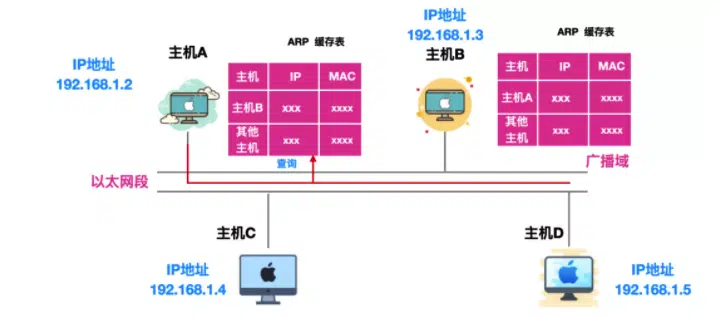 IP地址
192.168.1.2
主机A
ARP 缓存表
主机 IP MAC
主机B xxx xxxx
其他
主机 xxx xxxx
查询
IP地址
192.168.1.3
主机B
ARP 缓存表
主机 IP MAC
主机A xxx xxxx
其他
主机 xxx xxxx
广播域
以太网段
主机C
IP地址
192.168.1.4
主机D
IP地址
192.168.1.5